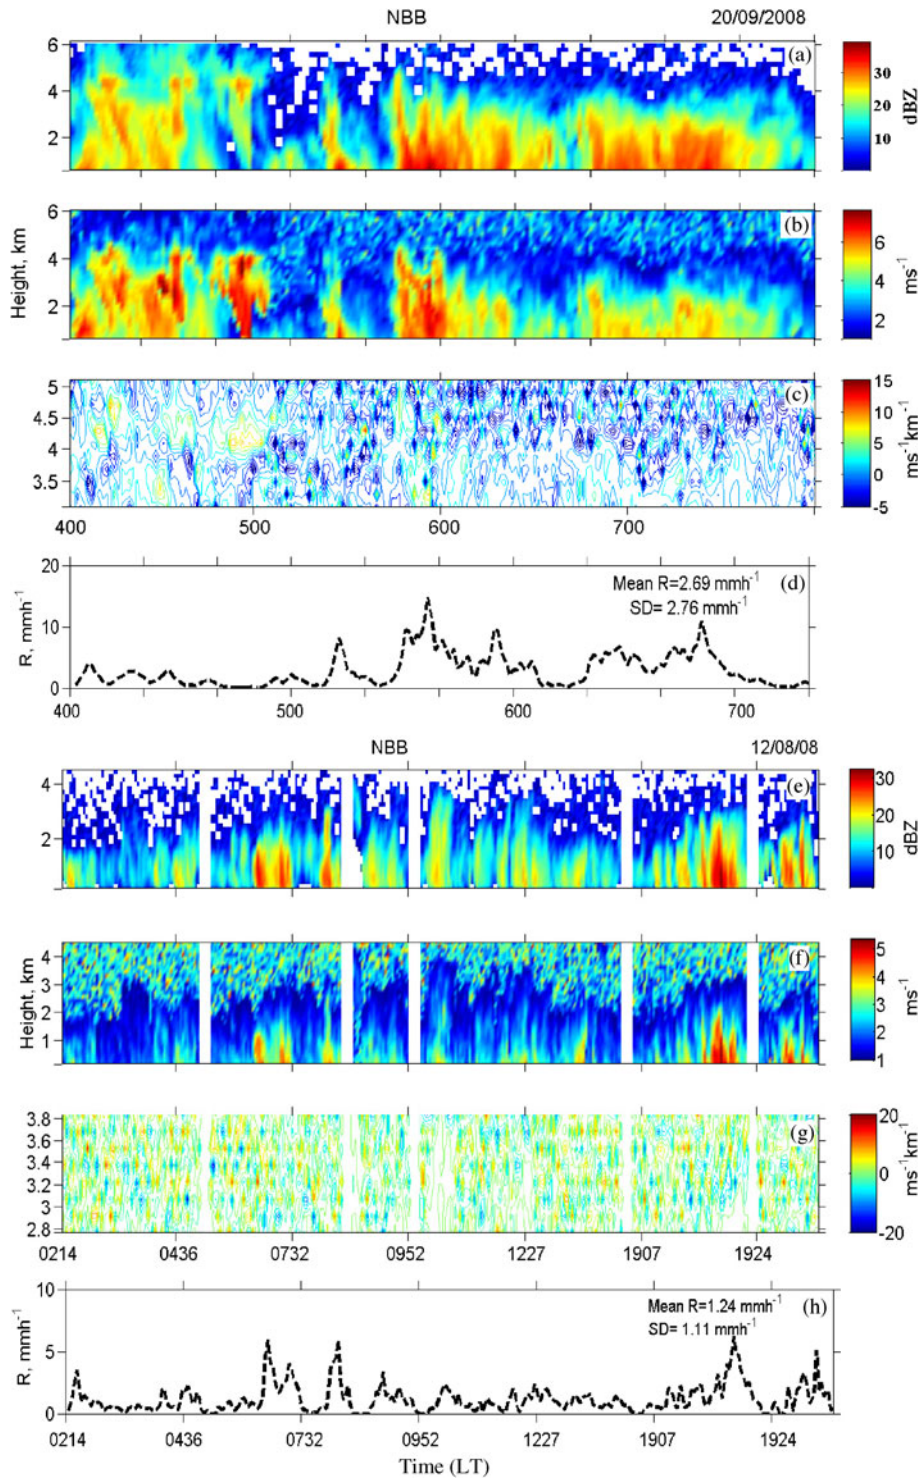 NBB 20/09/2008
6 (a)
4
2
30
20
10
dBZ
6 (b)
4
2
Height, km
6
4
2
ms-1
5 (c)
4.5
4
3.5
15
10
5
0
-5
ms-1km-1
400 500 600 700
20
10
0
R, mmh-1
Mean R=2.69 mmh-1 (d)
SD= 2.76 mmh-1
400 500 600 700
NBB 12/08/08
4 (e)
2
30
20
10
dBZ
4 (f)
3
2
1
Height, km
5
4
3
2
1
ms-1
3.8
3.6 (g)
3.4
3.2
3
2.8
20
10
0
-10
-20
ms-1km-1
0214 0436 0732 0952 1227 1907 1924
10
5
0
R, mmh-1
Mean R=1.24 mmh-1 (h)
SD= 1.11 mmh-1
0214 0436 0732 0952 1227 1907 1924
Time (LT)